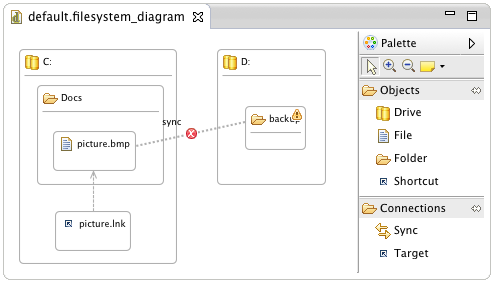 default.filesystem_diagram
C:
D:
Docs
sync
picture.bmp
backup
picture.lnk
Palette
Objects
Drive
File
Folder
Shortcut
Connections
Sync
Target